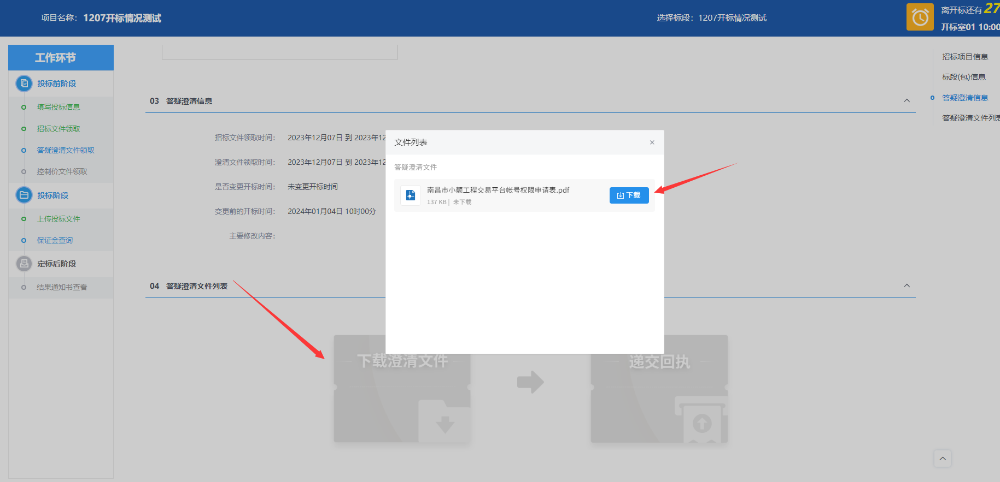 项目名称： 1207开标情况测试
选择标段：1207开标情况测试
离开标还有27
开标室01 10:00
工作环节
投标前阶段
填写投标信息
招标文件领取
答疑澄清文件领取
控制价文件领取
投标阶段
上传投标文件
保证金查询
定标后阶段
结果通知书查看
03 答疑澄清信息
招标文件领取时间： 2023年12月07日 到 2023年12
澄清文件领取时间： 2023年12月07日 到 2023年12
是否变更开标时间： 未变更开标时间
变更前的开标时间： 2024年01月04日 10时00分
主要修改内容：
04 答疑澄清文件列表
下载澄清文件
递交回执
文件列表 ×
答疑澄清文件
南昌市小额工程交易平台帐号权限申请表.pdf
137 KB | 未下载
下载
招标项目信息
标段(包)信息
答疑澄清信息
答疑澄清文件列表